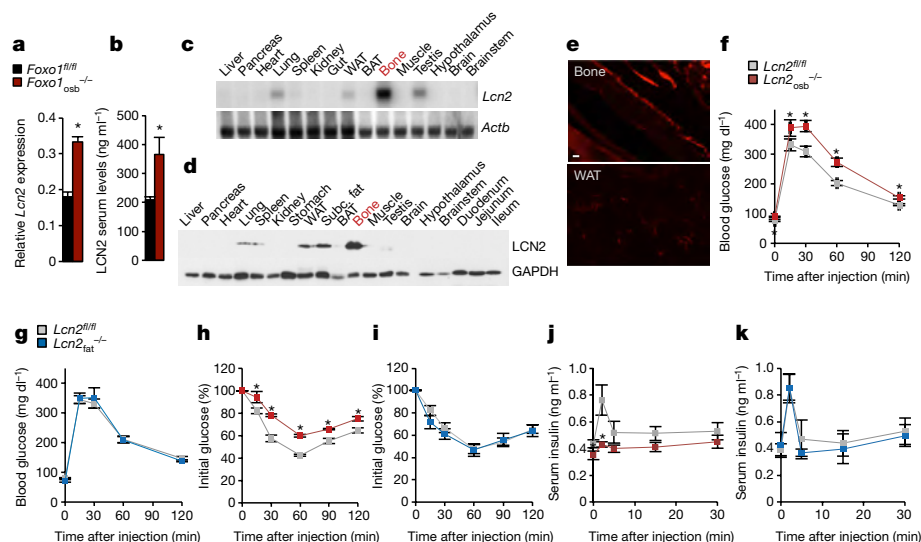 a
Foxo1fl/fl
Foxo1osb−/−
Relative Lcn2 expression
0.4
0.3
0.2
0.1
0
*
b
LCN2 serum levels (ng ml−1)
500
400
300
200
100
0
*
c
Liver
Pancreas
Heart
Lung
Spleen
Kidney
Gut
WAT
BAT
Bone
Muscle
Testis
Hypothalamus
Brain
Brainstem
Lcn2
Actb
d
Liver
Pancreas
Heart
Lung
Spleen
Kidney
Stomach
WAT
Subc. fat
BAT
Bone
Muscle
Testis
Brain
Hypothalamus
Brainstem
Duodenum
Jejunum
Ileum
LCN2
GAPDH
e
Bone
WAT
f
Lcn2fl/fl
Lcn2osb−/−
Blood glucose (mg dl−1)
500
400
300
200
100
0
* * * * *
0 30 60 90 120
Time after injection (min)
g
Lcn2fl/fl
Lcn2fat−/−
Blood glucose (mg dl−1)
400
300
200
100
0
0 30 60 90 120
Time after injection (min)
h
Initial glucose (%)
120
100
80
60
40
20
0
* * * * *
0 30 60 90 120
Time after injection (min)
i
Initial glucose (%)
120
100
80
60
40
20
0
0 30 60 90 120
Time after injection (min)
j
Serum insulin (ng ml−1)
1.0
0.8
0.6
0.4
0.2
0
* *
0 10 20 30
Time after injection (min)
k
Serum insulin (ng ml−1)
1.0
0.8
0.6
0.4
0.2
0
0 10 20 30
Time after injection (min)